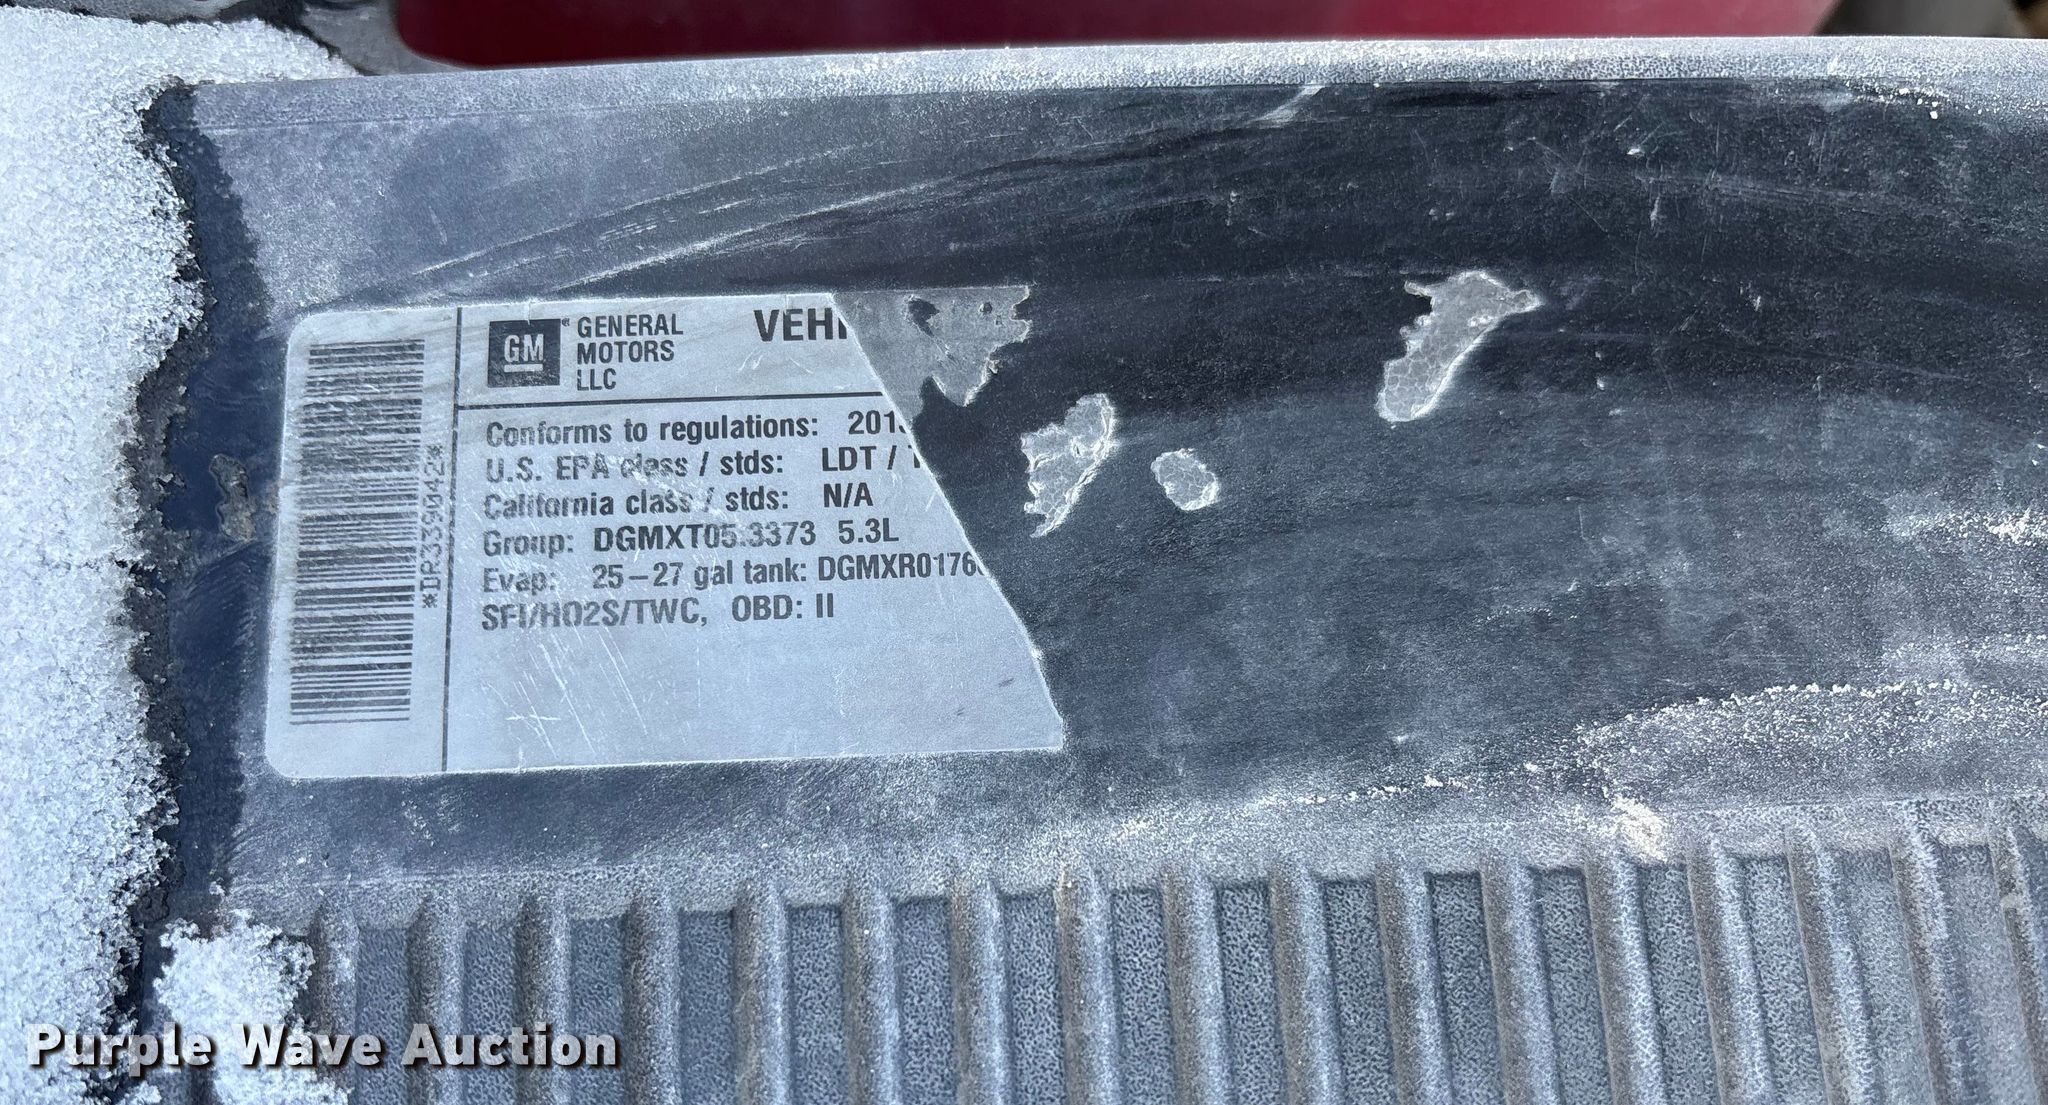 *DR339042*
GM
GENERAL
MOTORS
LLC
VEHI
Conforms to regulations: 201
U.S. EPA class / stds: LDT /
California class / stds: N/A
Group: DGMXT05.3373 5.3L
Evap: 25-27 gal tank: DGMXR0176
SFI/HO2S/TWC, OBD: II
Purple Wave Auction